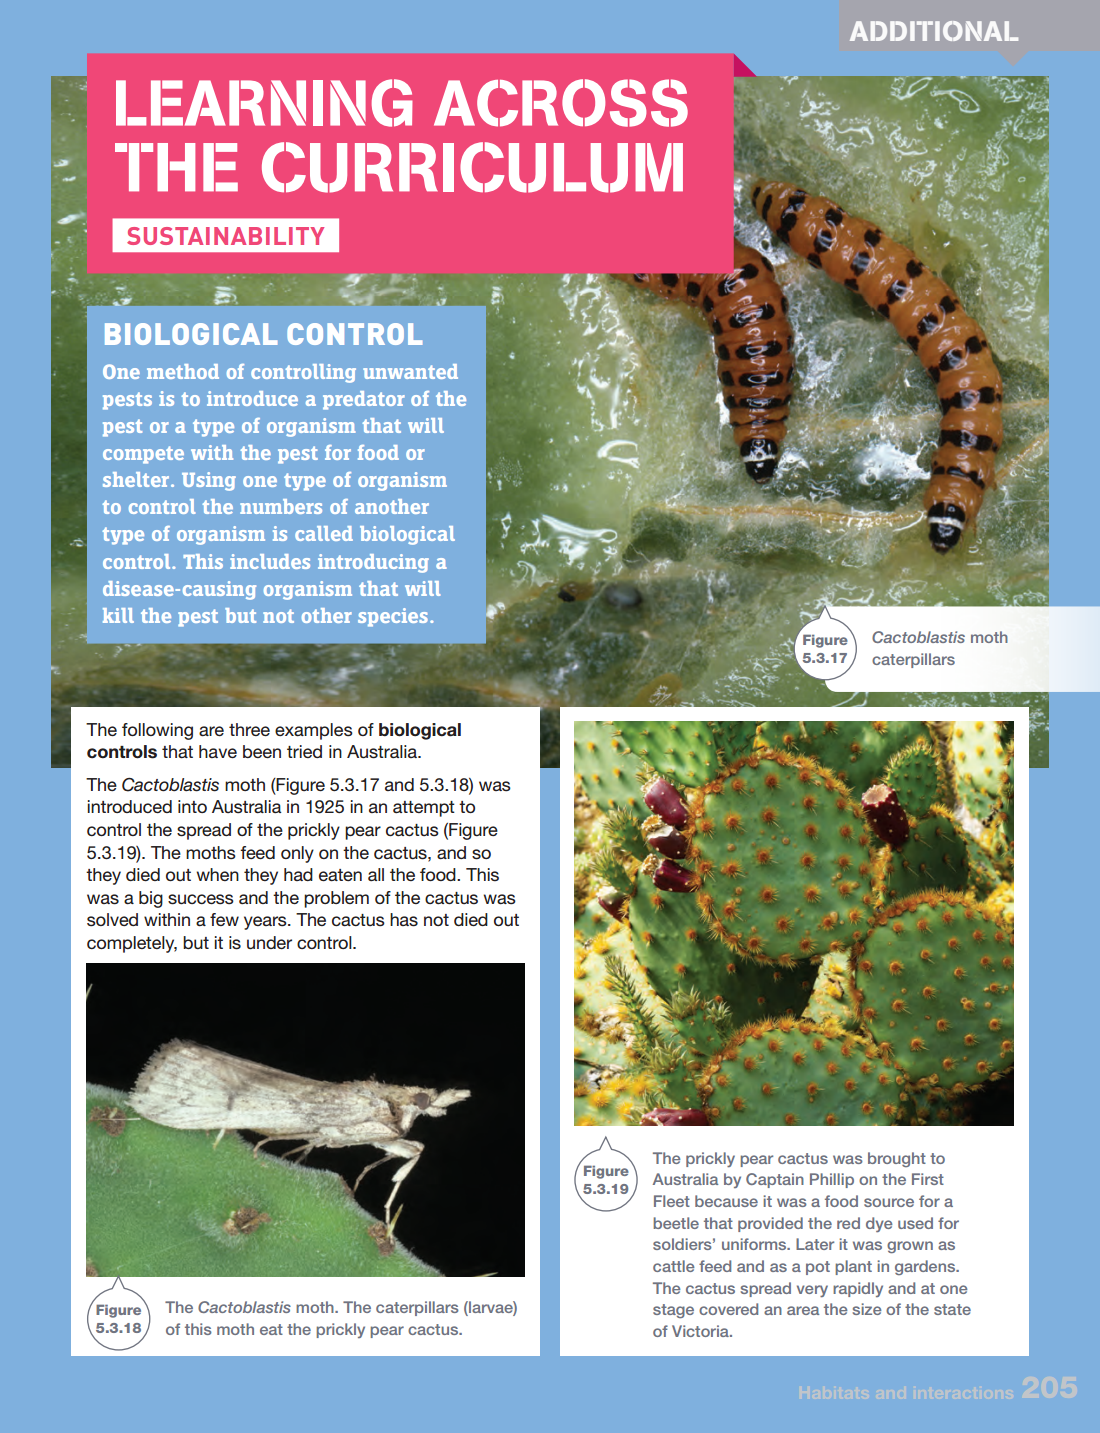 ADDITIONAL
LEARNING ACROSS
THE CURRICULUM
SUSTAINABILITY
BIOLOGICAL CONTROL
One method of controlling unwanted
pests is to introduce a predator of the
pest or a type of organism that will
compete with the pest for food or
shelter. Using one type of organism
to control the numbers of another
type of organism is called biological
control. This includes introducing a
disease-causing organism that will
kill the pest but not other species.
Figure
5.3.17
Cactoblastis moth
caterpillars
The following are three examples of biological
controls that have been tried in Australia.
The Cactoblastis moth (Figure 5.3.17 and 5.3.18) was
introduced into Australia in 1925 in an attempt to
control the spread of the prickly pear cactus (Figure
5.3.19). The moths feed only on the cactus, and so
they died out when they had eaten all the food. This
was a big success and the problem of the cactus was
solved within a few years. The cactus has not died out
completely, but it is under control.
Figure
5.3.18
The Cactoblastis moth. The caterpillars (larvae)
of this moth eat the prickly pear cactus.
Figure
5.3.19
The prickly pear cactus was brought to
Australia by Captain Phillip on the First
Fleet because it was a food source for a
beetle that provided the red dye used for
soldiers' uniforms. Later it was grown as
cattle feed and as a pot plant in gardens.
The cactus spread very rapidly and at one
stage covered an area the size of the state
of Victoria.
Habitats and interactions 205